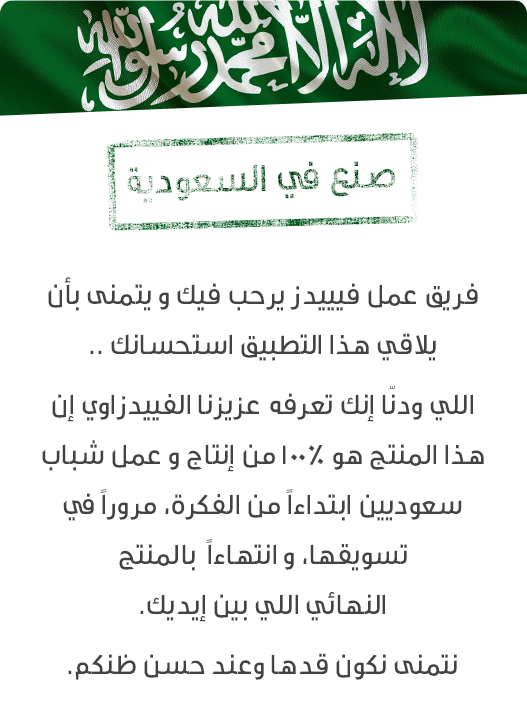 لا إله إلا الله محمد رسول الله
صنع في السعودية
فريق عمل فيييدز يرحب فيك و يتمنى بأن
يلاقي هذا التطبيق استحسانك ..
اللي ودنّا إنك تعرفه عزيزنا الفييدزاوي إن
هذا المنتج هو ١٠٠٪ من إنتاج و عمل شباب
سعوديين ابتداءاً من الفكرة، مروراً في
تسويقها، و انتهاءاً بالمنتج
النهائي اللي بين إيديك.
نتمنى نكون قدها وعند حسن ظنكم.